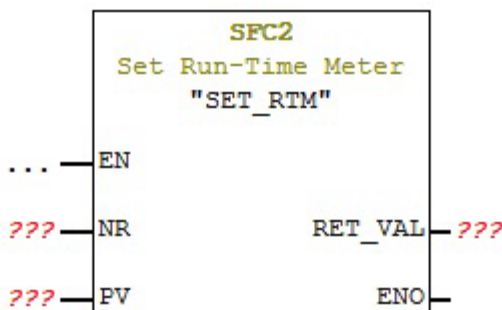 SFC2
Set Run-Time Meter
"SET_RTM"
... EN
??? NR RET_VAL ???
??? PV ENO